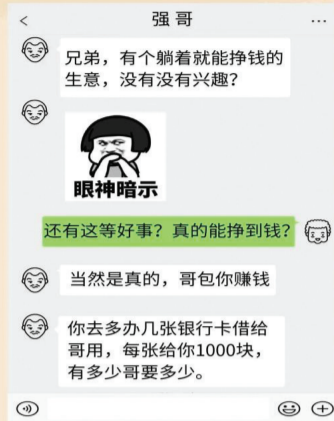 强哥
兄弟，有个躺着就能挣钱的
生意，没有没有兴趣？
眼神暗示
还有这等好事？真的能挣到钱？
当然是真的，哥包你赚钱
你去多办几张银行卡借给
哥用，每张给你1000块，
有多少哥要多少。